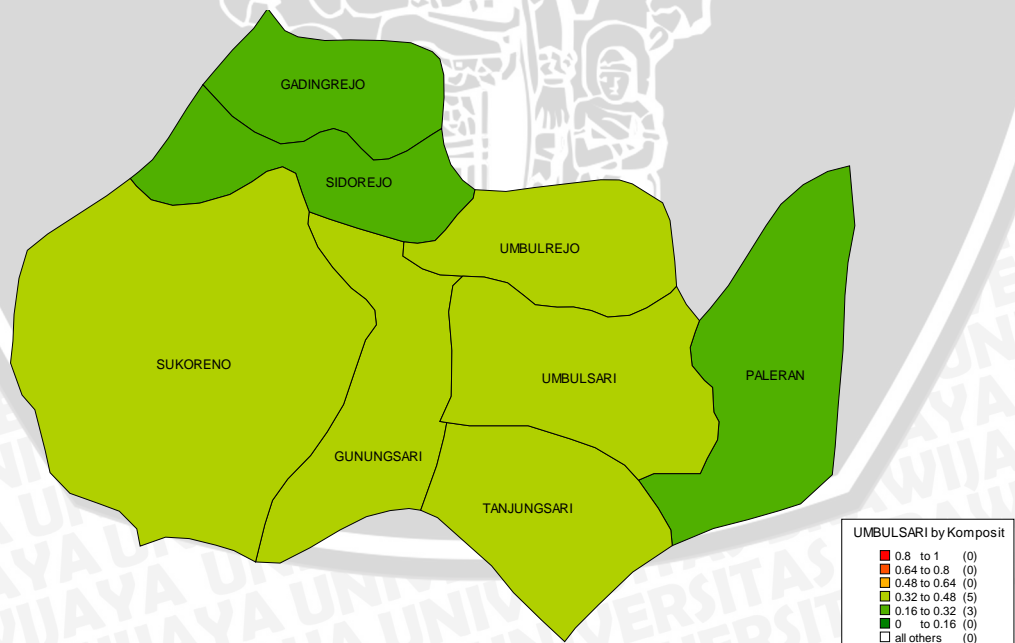 GADINGREJO
SIDOREJO
UMBULREJO
SUKORENO
UMBULSARI
PALERAN
GUNUNGSARI
TANJUNGSARI
UMBULSARI by Komposit
0.8 to 1 (0)
0.64 to 0.8 (0)
0.48 to 0.64 (0)
0.32 to 0.48 (5)
0.16 to 0.32 (3)
0 to 0.16 (0)
all others (0)